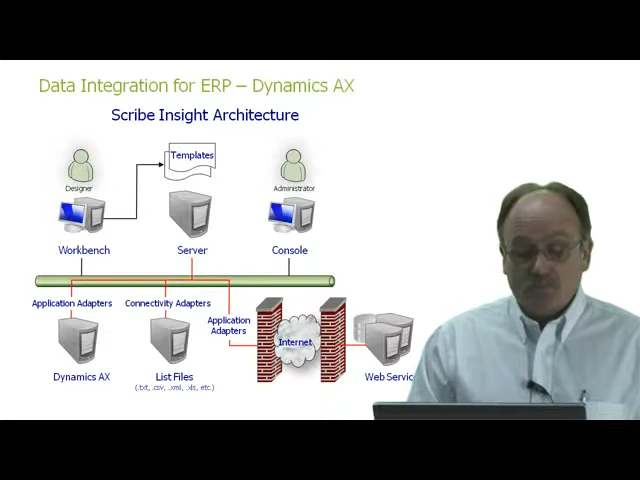 Data Integration for ERP – Dynamics AX
Scribe Insight Architecture
Templates
Designer
Administrator
Workbench
Server
Console
Application Adapters
Connectivity Adapters
Application
Adapters
Internet
Dynamics AX
List Files
Web Servic
(.txt, .csv, .xml, .xls, etc.)